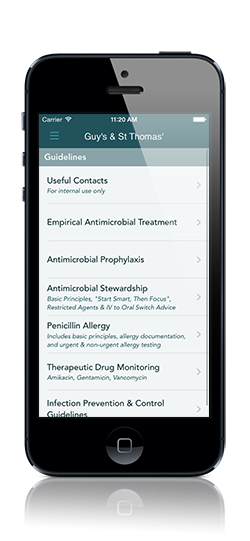 Carrier 11:20 AM
Guy's & St Thomas'
Guidelines
Useful Contacts
For internal use only
Empirical Antimicrobial Treatment
Antimicrobial Prophylaxis
Antimicrobial Stewardship
Basic Principles, "Start Smart, Then Focus",
Restricted Agents & IV to Oral Switch Advice
Penicillin Allergy
Includes basic principles, allergy documentation,
and urgent & non-urgent allergy testing
Therapeutic Drug Monitoring
Amikacin, Gentamicin, Vancomycin
Infection Prevention & Control
Guidelines